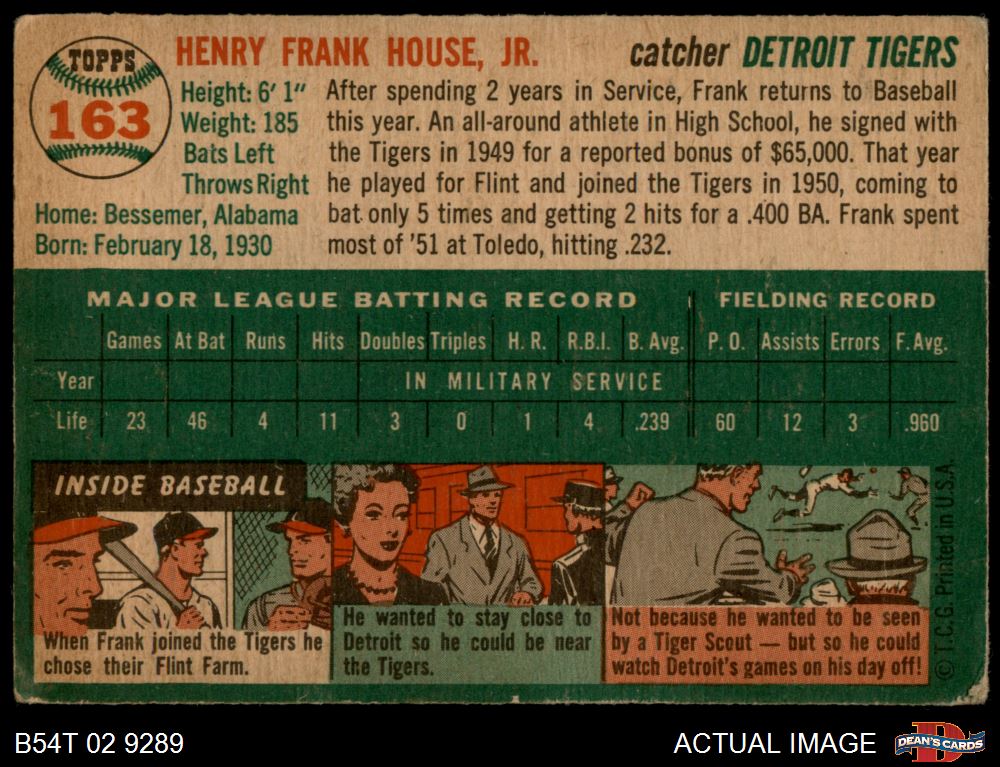 TOPPS
163
HENRY FRANK HOUSE, JR. catcher DETROIT TIGERS
Height: 6' 1"
Weight: 185
Bats Left
Throws Right
Home: Bessemer, Alabama
Born: February 18, 1930
After spending 2 years in Service, Frank returns to Baseball
this year. An all-around athlete in High School, he signed with
the Tigers in 1949 for a reported bonus of $65,000. That year
he played for Flint and joined the Tigers in 1950, coming to
bat only 5 times and getting 2 hits for a .400 BA. Frank spent
most of '51 at Toledo, hitting .232.
MAJOR LEAGUE BATTING RECORD FIELDING RECORD
Games At Bat Runs Hits Doubles Triples H. R. R.B.I. B. Avg. P. O. Assists Errors F. Avg.
Year IN MILITARY SERVICE
Life 23 46 4 11 3 0 1 4 .239 60 12 3 .960
INSIDE BASEBALL
When Frank joined the Tigers he
chose their Flint Farm.
He wanted to stay close to
Detroit so he could be near
the Tigers.
Not because he wanted to be seen
by a Tiger Scout — but so he could
watch Detroit's games on his day off!
© T.C.G. Printed in U.S.A.
B54T 02 9289
ACTUAL IMAGE
D
DEAN'S CARDS